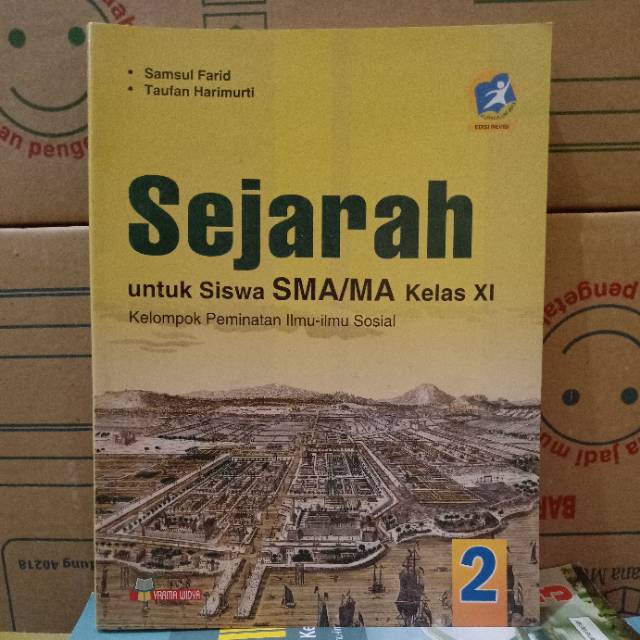 • Samsul Farid
• Taufan Harimurti
EDISI REVISI
Sejarah
untuk Siswa SMA/MA Kelas XI
Kelompok Peminatan Ilmu-ilmu Sosial
2
YRAMA WIDYA
40218